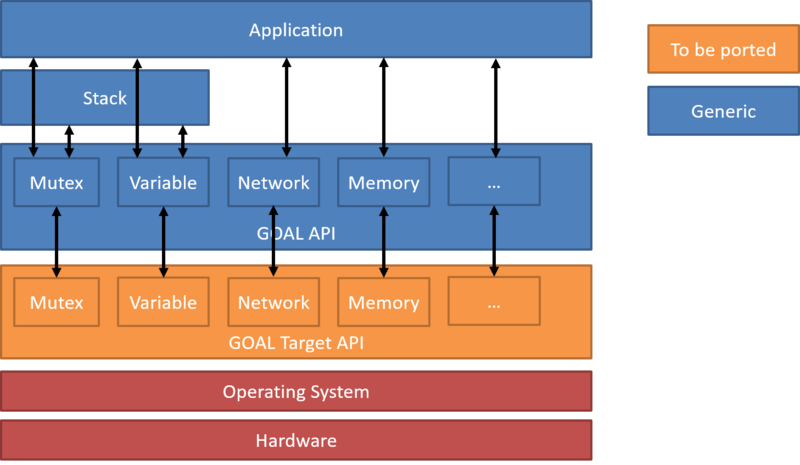 Application
To be ported
Stack
Generic
Mutex Variable Network Memory ...
GOAL API
Mutex Variable Network Memory ...
GOAL Target API
Operating System
Hardware